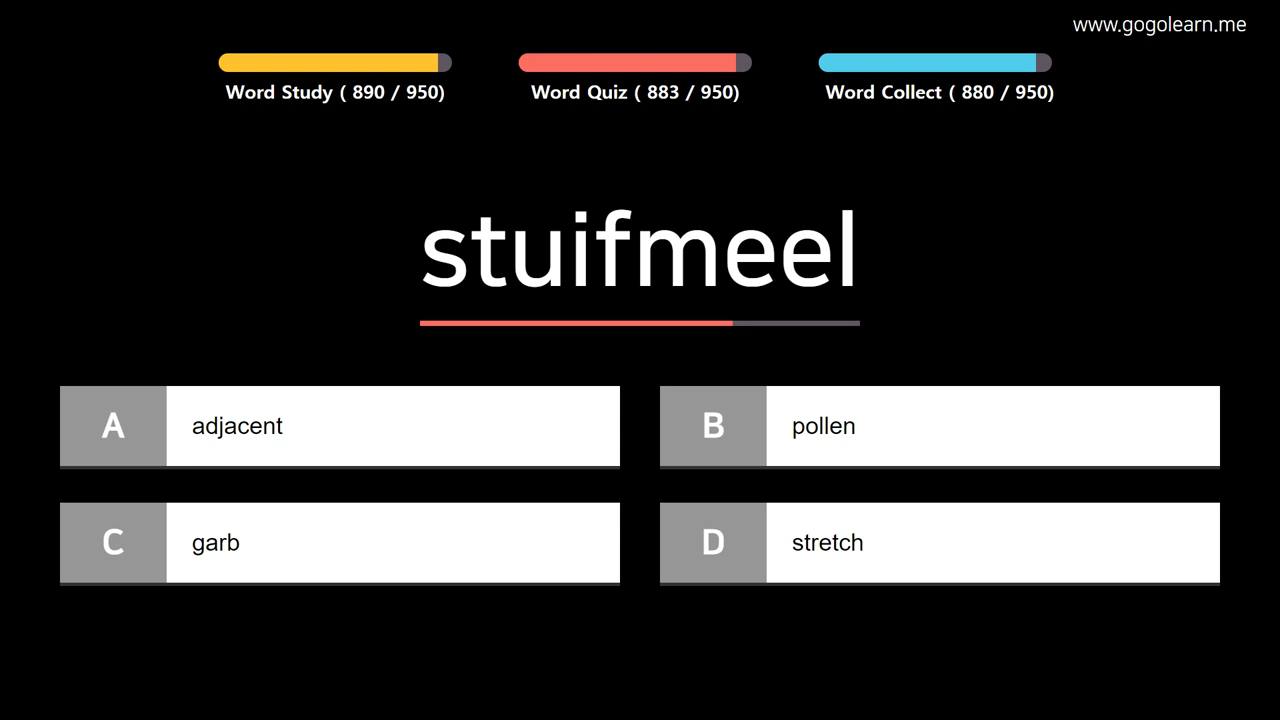 www.gogolearn.me
Word Study ( 890 / 950)
Word Quiz ( 883 / 950)
Word Collect ( 880 / 950)
stuifmeel
A adjacent
B pollen
C garb
D stretch